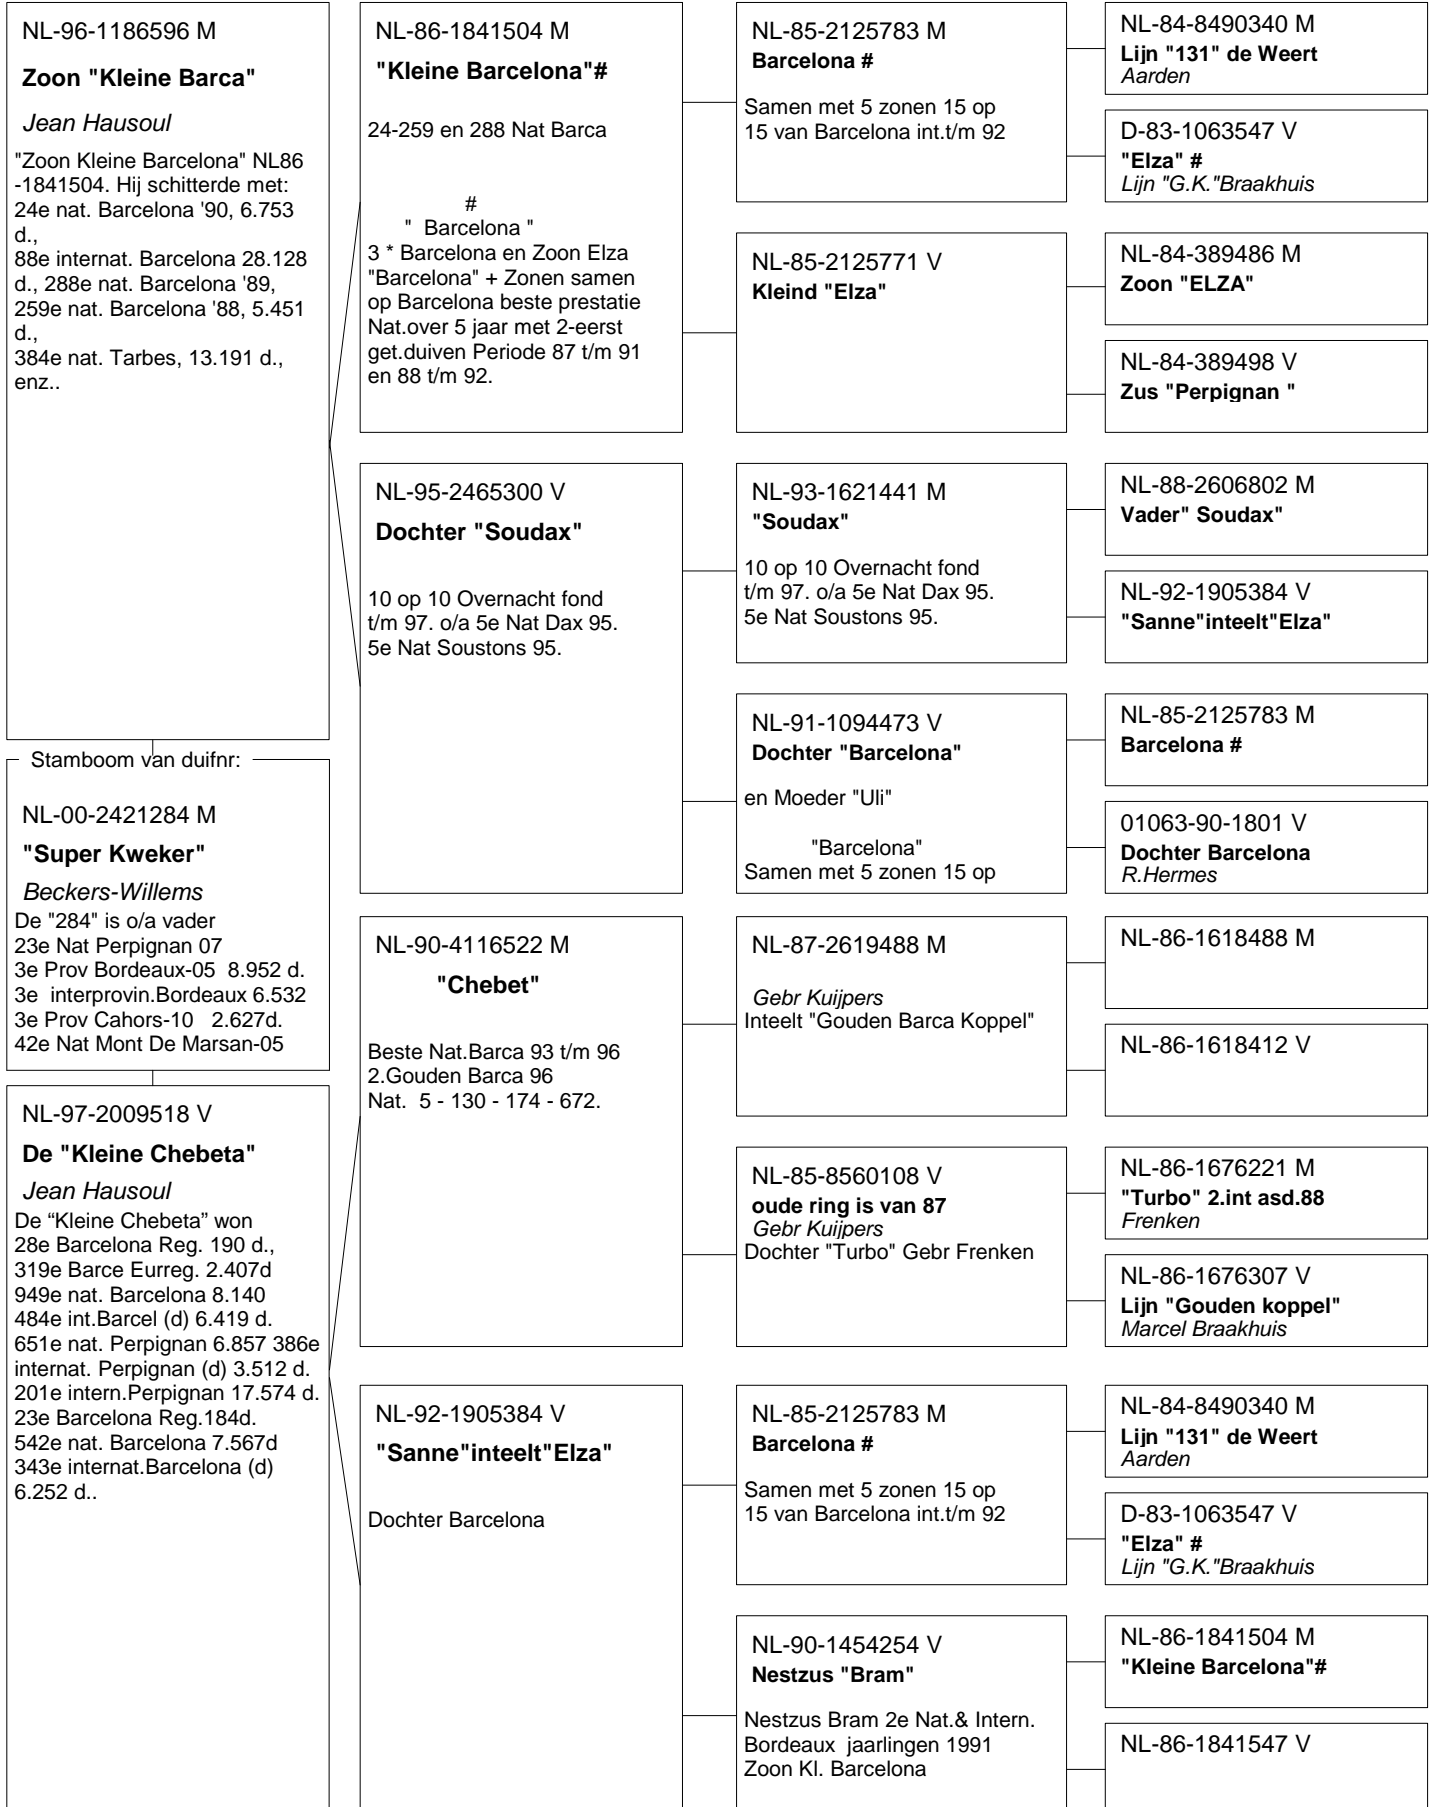 NL-96-1186596 M
Zoon "Kleine Barca"
Jean Hausoul
"Zoon Kleine Barcelona" NL86
-1841504. Hij schitterde met:
24e nat. Barcelona '90, 6.753
d.,
88e internat. Barcelona 28.128
d., 288e nat. Barcelona '89,
259e nat. Barcelona '88, 5.451
d.,
384e nat. Tarbes, 13.191 d.,
enz..
Stamboom van duifnr:
NL-00-2421284 M
"Super Kweker"
Beckers-Willems
De "284" is o/a vader
23e Nat Perpignan 07
3e Prov Bordeaux-05 8.952 d.
3e interprovin.Bordeaux 6.532
3e Prov Cahors-10 2.627d.
42e Nat Mont De Marsan-05
NL-97-2009518 V
De "Kleine Chebeta"
Jean Hausoul
De “Kleine Chebeta” won
28e Barcelona Reg. 190 d.,
319e Barce Eurreg. 2.407d
949e nat. Barcelona 8.140
484e int.Barcel (d) 6.419 d.
651e nat. Perpignan 6.857 386e
internat. Perpignan (d) 3.512 d.
201e intern.Perpignan 17.574 d.
23e Barcelona Reg.184d.
542e nat. Barcelona 7.567d
343e internat.Barcelona (d)
6.252 d..
NL-86-1841504 M
"Kleine Barcelona"#
24-259 en 288 Nat Barca
#
" Barcelona "
3 * Barcelona en Zoon Elza
"Barcelona" + Zonen samen
op Barcelona beste prestatie
Nat.over 5 jaar met 2-eerst
get.duiven Periode 87 t/m 91
en 88 t/m 92.
NL-95-2465300 V
Dochter "Soudax"
10 op 10 Overnacht fond
t/m 97. o/a 5e Nat Dax 95.
5e Nat Soustons 95.
NL-90-4116522 M
"Chebet"
Beste Nat.Barca 93 t/m 96
2.Gouden Barca 96
Nat. 5 - 130 - 174 - 672.
NL-92-1905384 V
"Sanne"inteelt"Elza"
Dochter Barcelona
NL-85-2125783 M
Barcelona #
Samen met 5 zonen 15 op
15 van Barcelona int.t/m 92
NL-85-2125771 V
Kleind "Elza"
NL-93-1621441 M
"Soudax"
10 op 10 Overnacht fond
t/m 97. o/a 5e Nat Dax 95.
5e Nat Soustons 95.
NL-91-1094473 V
Dochter "Barcelona"
en Moeder "Uli"
"Barcelona"
Samen met 5 zonen 15 op
NL-87-2619488 M
Gebr Kuijpers
Inteelt "Gouden Barca Koppel"
NL-85-8560108 V
oude ring is van 87
Gebr Kuijpers
Dochter "Turbo" Gebr Frenken
NL-85-2125783 M
Barcelona #
Samen met 5 zonen 15 op
15 van Barcelona int.t/m 92
NL-90-1454254 V
Nestzus "Bram"
Nestzus Bram 2e Nat.& Intern.
Bordeaux jaarlingen 1991
Zoon Kl. Barcelona
NL-84-8490340 M
Lijn "131" de Weert
Aarden
D-83-1063547 V
"Elza" #
Lijn "G.K."Braakhuis
NL-84-389486 M
Zoon "ELZA"
NL-84-389498 V
Zus "Perpignan "
NL-88-2606802 M
Vader" Soudax"
NL-92-1905384 V
"Sanne"inteelt"Elza"
NL-85-2125783 M
Barcelona #
01063-90-1801 V
Dochter Barcelona
R.Hermes
NL-86-1618488 M
NL-86-1618412 V
NL-86-1676221 M
"Turbo" 2.int asd.88
Frenken
NL-86-1676307 V
Lijn "Gouden koppel"
Marcel Braakhuis
NL-84-8490340 M
Lijn "131" de Weert
Aarden
D-83-1063547 V
"Elza" #
Lijn "G.K."Braakhuis
NL-86-1841504 M
"Kleine Barcelona"#
NL-86-1841547 V